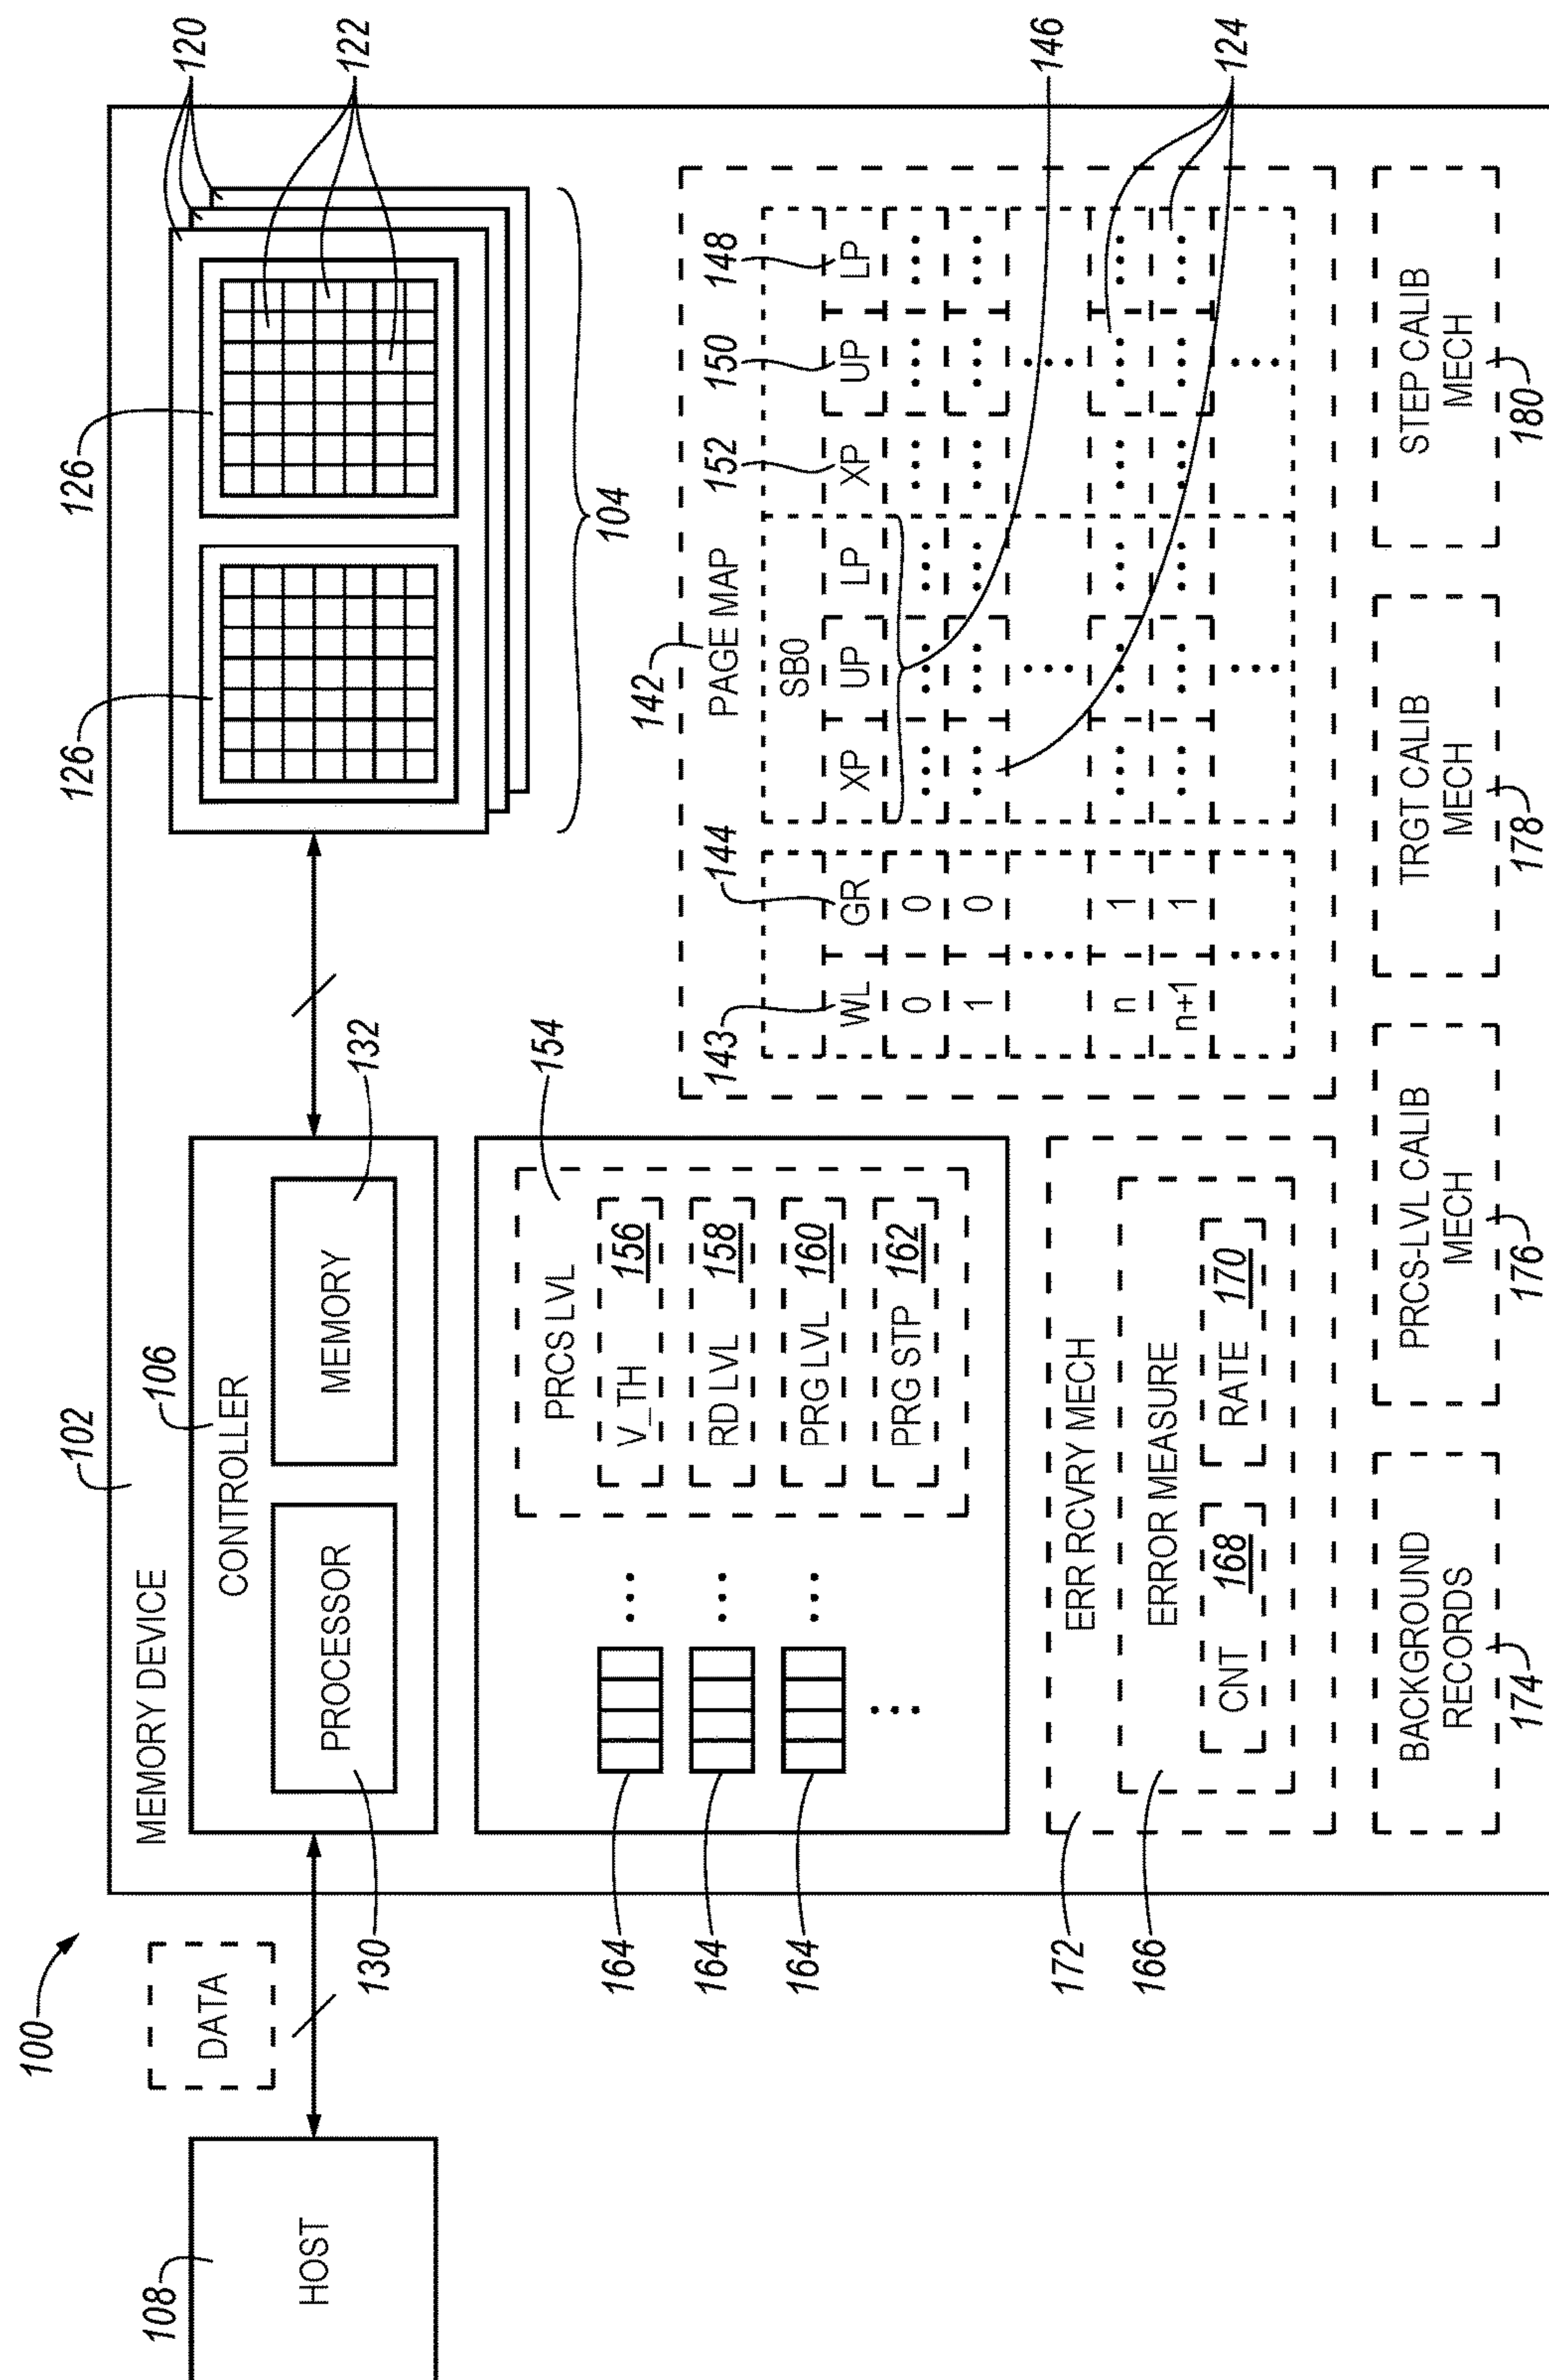 100
102
MEMORY DEVICE
108
HOST
DATA
106
CONTROLLER
PROCESSOR
130
MEMORY
132
126
126
120
122
104
164
164
164
PRCS LVL
154
V_TH 156
RD LVL 158
PRG LVL 160
PRG STP 162
172
ERR RCVRY MECH
166
ERROR MEASURE
CNT 168
RATE 170
142
PAGE MAP
143
144
152
150
148
SB0
WL GR XP UP LP XP UP LP
0 0 ... ... ... ... ... ...
1 0 ... ... ... ... ... ...
n 1 ... ... ... ... ... ...
n+1 1 ... ... ... ... ... ...
146
124
BACKGROUND
RECORDS
174
PRCS-LVL CALIB
MECH
176
TRGT CALIB
MECH
178
STEP CALIB
MECH
180